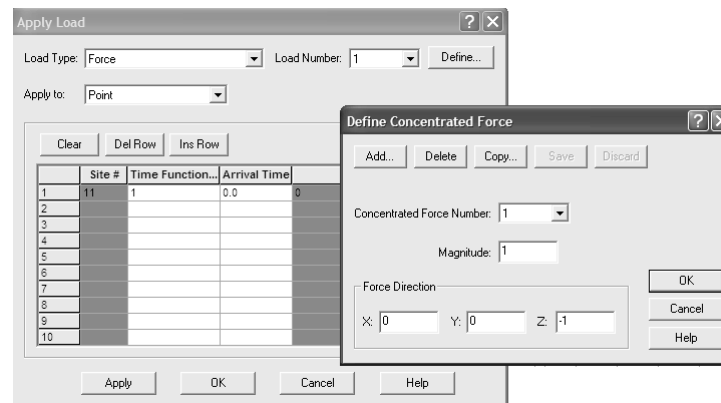 Apply Load
Load Type: Force Load Number: 1 Define...
Apply to: Point
Clear Del Row Ins Row
Site # Time Function... Arrival Time
1 11 1 0.0 0
2
3
4
5
6
7
8
9
10
Apply OK Cancel Help
Define Concentrated Force
Add... Delete Copy... Save Discard
Concentrated Force Number: 1
Magnitude: 1
Force Direction
X: 0 Y: 0 Z: -1
OK
Cancel
Help